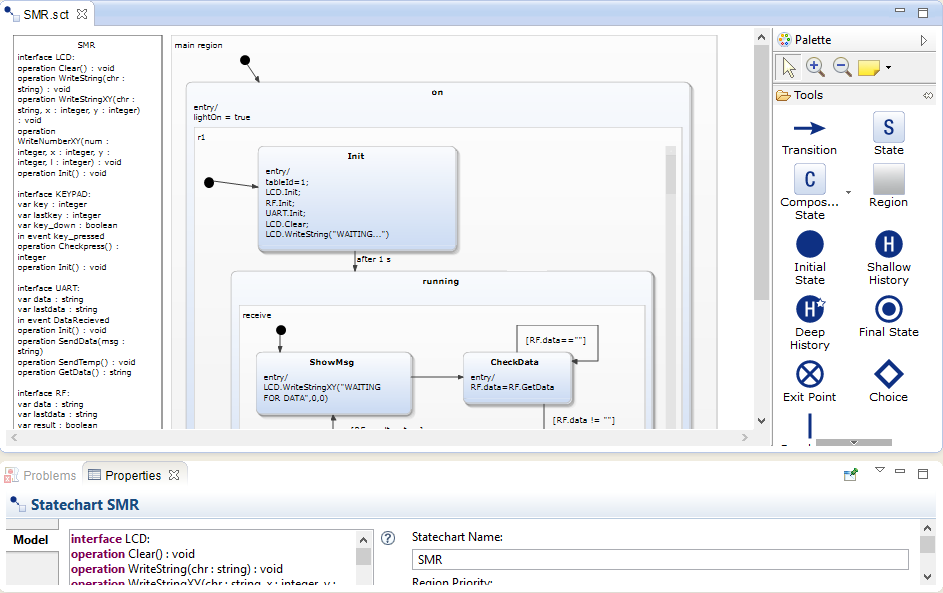 SMR.sct
SMR
interface LCD:
operation Clear() : void
operation WriteString(chr :
string) : void
operation WriteStringXY(chr :
string, x : integer, y : integer)
: void
operation
WriteNumberXY(num :
integer, x : integer, y :
integer, l : integer) : void
operation Init() : void
interface KEYPAD:
var key : integer
var lastkey : integer
var key_down : boolean
in event key_pressed
operation Checkpress() :
integer
operation Init() : void
interface UART:
var data : string
var lastdata : string
in event DataRecieved
operation Init() : void
operation SendData(msg :
string)
operation SendTemp() : void
operation GetData() : string
interface RF:
var data : string
var lastdata : string
var result : boolean
main region
on
entry/
lightOn = true
r1
Init
entry/
tableId=1;
LCD.Init;
RF.Init;
UART.Init;
LCD.Clear;
LCD.WriteString("WAITING...")
after 1 s
running
receive
ShowMsg
entry/
LCD.WriteStringXY("WAITING
FOR DATA",0,0)
[RF.data==""]
CheckData
entry/
RF.data=RF.GetData
[RF.data != ""]
Palette
Tools
Transition
S
State
C
Compos...
State
Region
Initial
State
H
Shallow
History
H
Deep
History
Final State
Exit Point
Choice
Problems
Properties
Statechart SMR
Model
interface LCD:
operation Clear() : void
operation WriteString(chr : string) : void
operation WriteStringXY(chr : string, x : integer, y :
Statechart Name:
SMR
Region Priority: